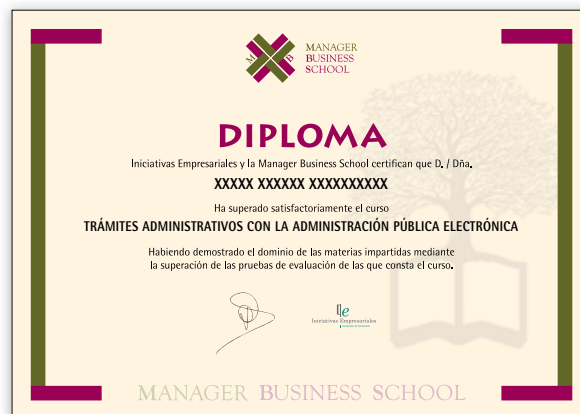 M B
MANAGER
BUSINESS
SCHOOL
DIPLOMA
Iniciativas Empresariales y la Manager Business School certifican que D. / Dña.
XXXXX XXXXXX XXXXXXXXXX
Ha superado satisfactoriamente el curso
TRÁMITES ADMINISTRATIVOS CON LA ADMINISTRACIÓN PÚBLICA ELECTRÓNICA
Habiendo demostrado el dominio de las materias impartidas mediante
la superación de las pruebas de evaluación de las que consta el curso.
Iniciativas Empresariales
MANAGER BUSINESS SCHOOL